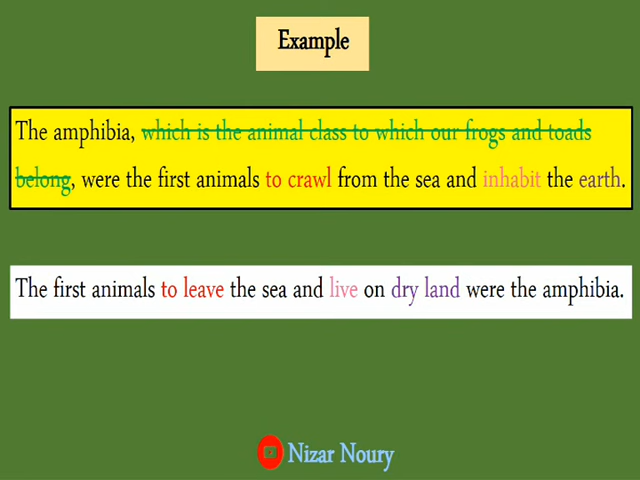 Example
The amphibia, which is the animal class to which our frogs and toads
belong, were the first animals to crawl from the sea and inhabit the earth.
The first animals to leave the sea and live on dry land were the amphibia.
Nizar Noury